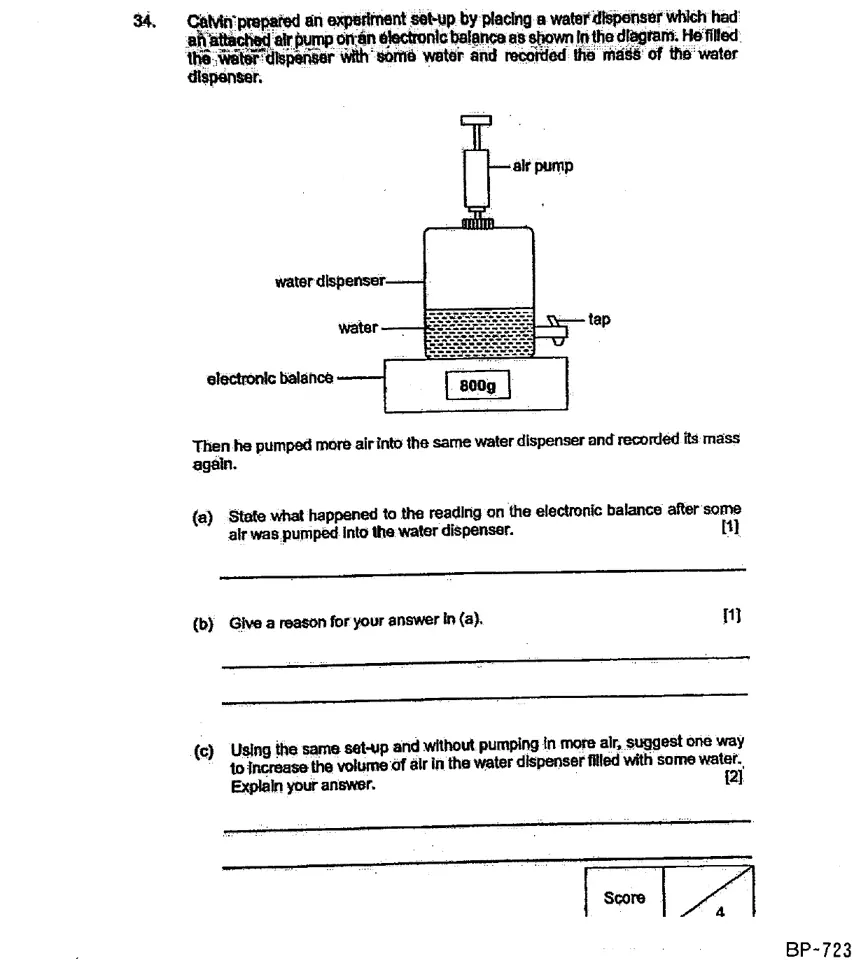 34. Calvin prepared an experiment set-up by placing a water dispenser which had
an attached air pump on an electronic balance as shown in the diagram. He filled
the water dispenser with some water and recorded the mass of the water
dispenser.
air pump
water dispenser
water
tap
electronic balance
800g
Then he pumped more air into the same water dispenser and recorded its mass
again.
(a) State what happened to the reading on the electronic balance after some
air was pumped into the water dispenser. [1]
(b) Give a reason for your answer in (a). [1]
(c) Using the same set-up and without pumping in more air, suggest one way
to increase the volume of air in the water dispenser filled with some water.
Explain your answer. [2]
Score
4
BP-723